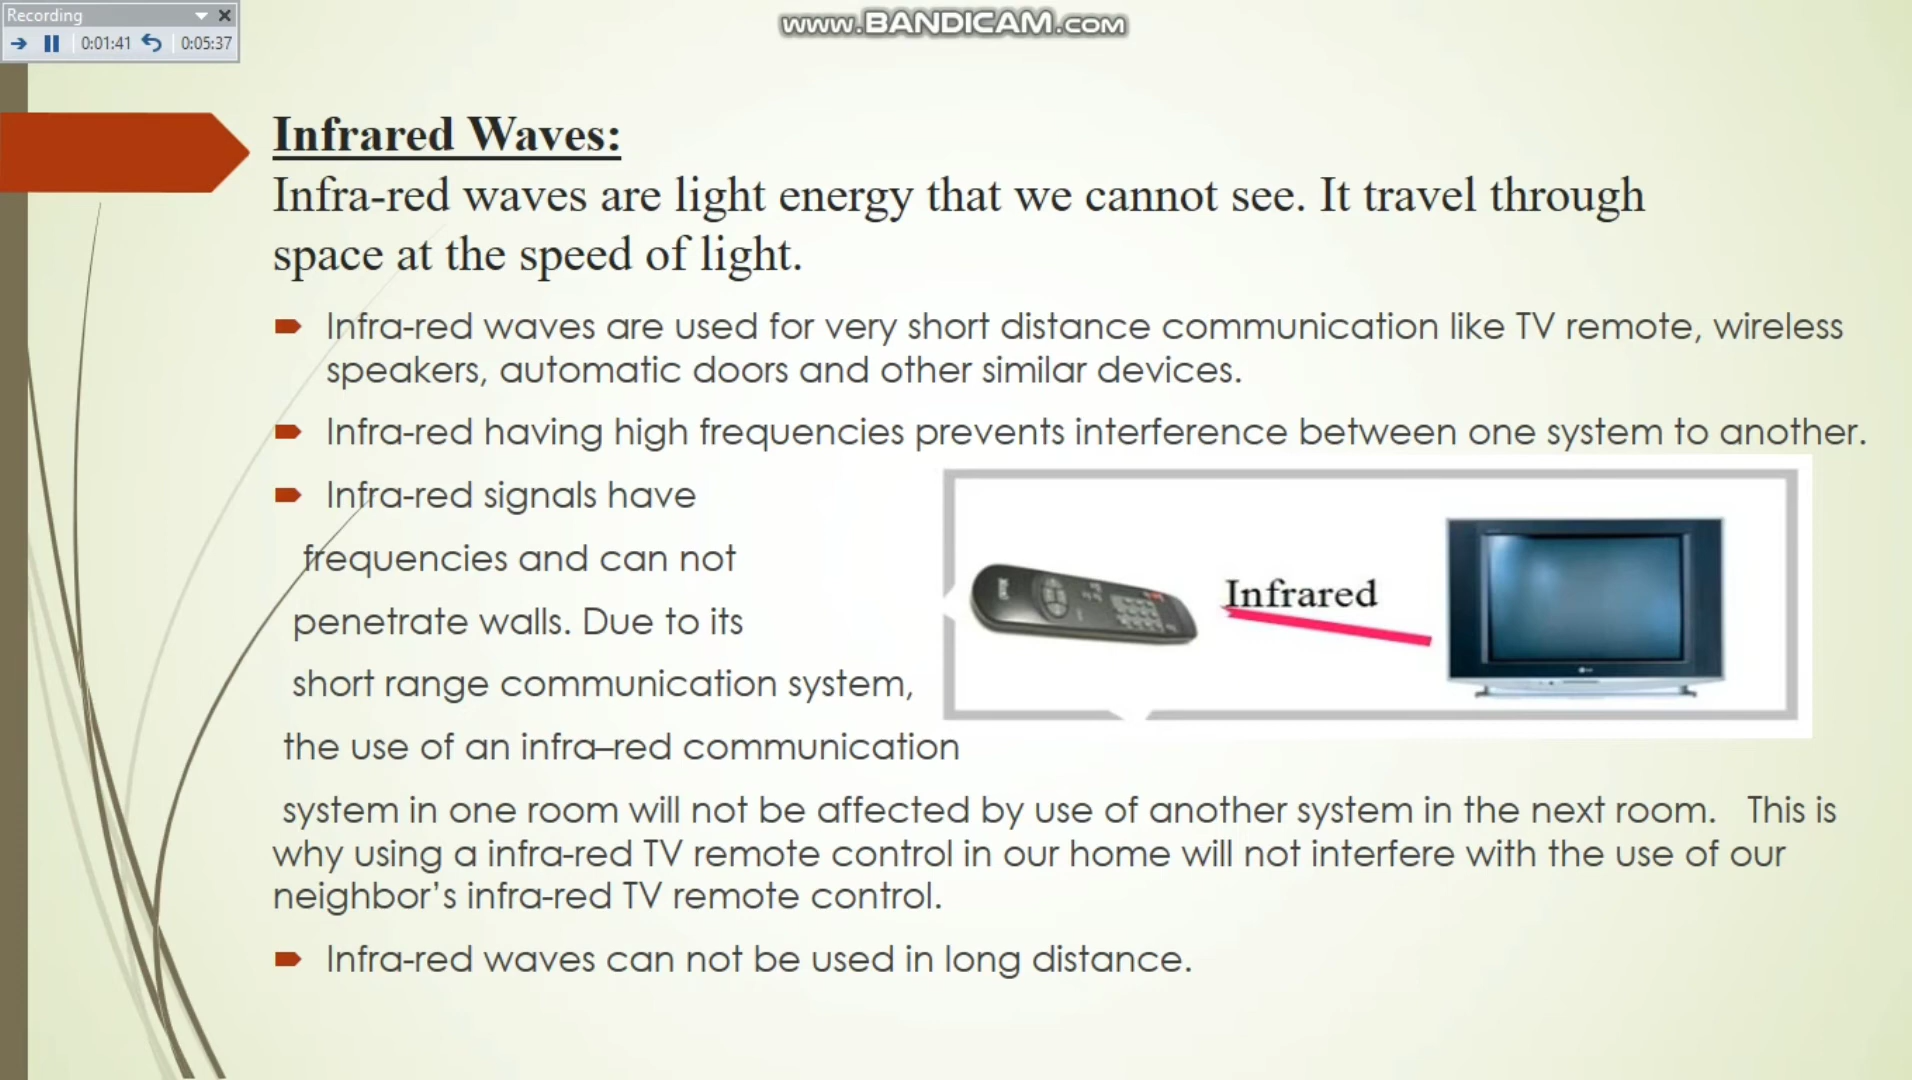 Recording
0:01:41 0:05:37
www.BANDICAM.com
Infrared Waves:
Infra-red waves are light energy that we cannot see. It travel through
space at the speed of light.
Infra-red waves are used for very short distance communication like TV remote, wireless
speakers, automatic doors and other similar devices.
Infra-red having high frequencies prevents interference between one system to another.
Infra-red signals have
frequencies and can not
penetrate walls. Due to its
short range communication system,
the use of an infra–red communication
Infrared
system in one room will not be affected by use of another system in the next room.   This is
why using a infra-red TV remote control in our home will not interfere with the use of our
neighbor’s infra-red TV remote control.
Infra-red waves can not be used in long distance.